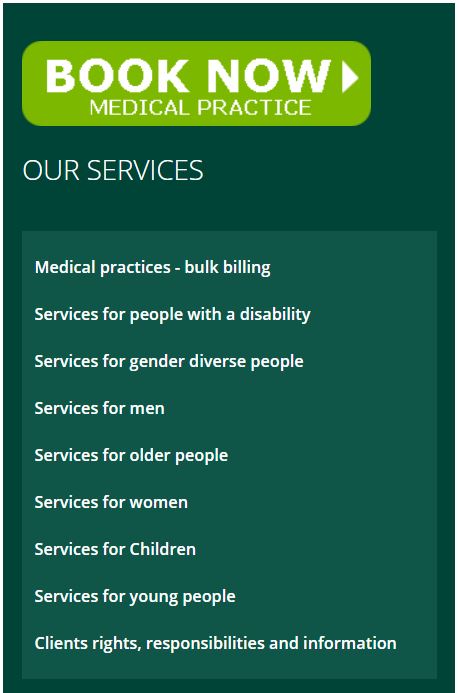 BOOK NOW
MEDICAL PRACTICE
OUR SERVICES
Medical practices - bulk billing
Services for people with a disability
Services for gender diverse people
Services for men
Services for older people
Services for women
Services for Children
Services for young people
Clients rights, responsibilities and information